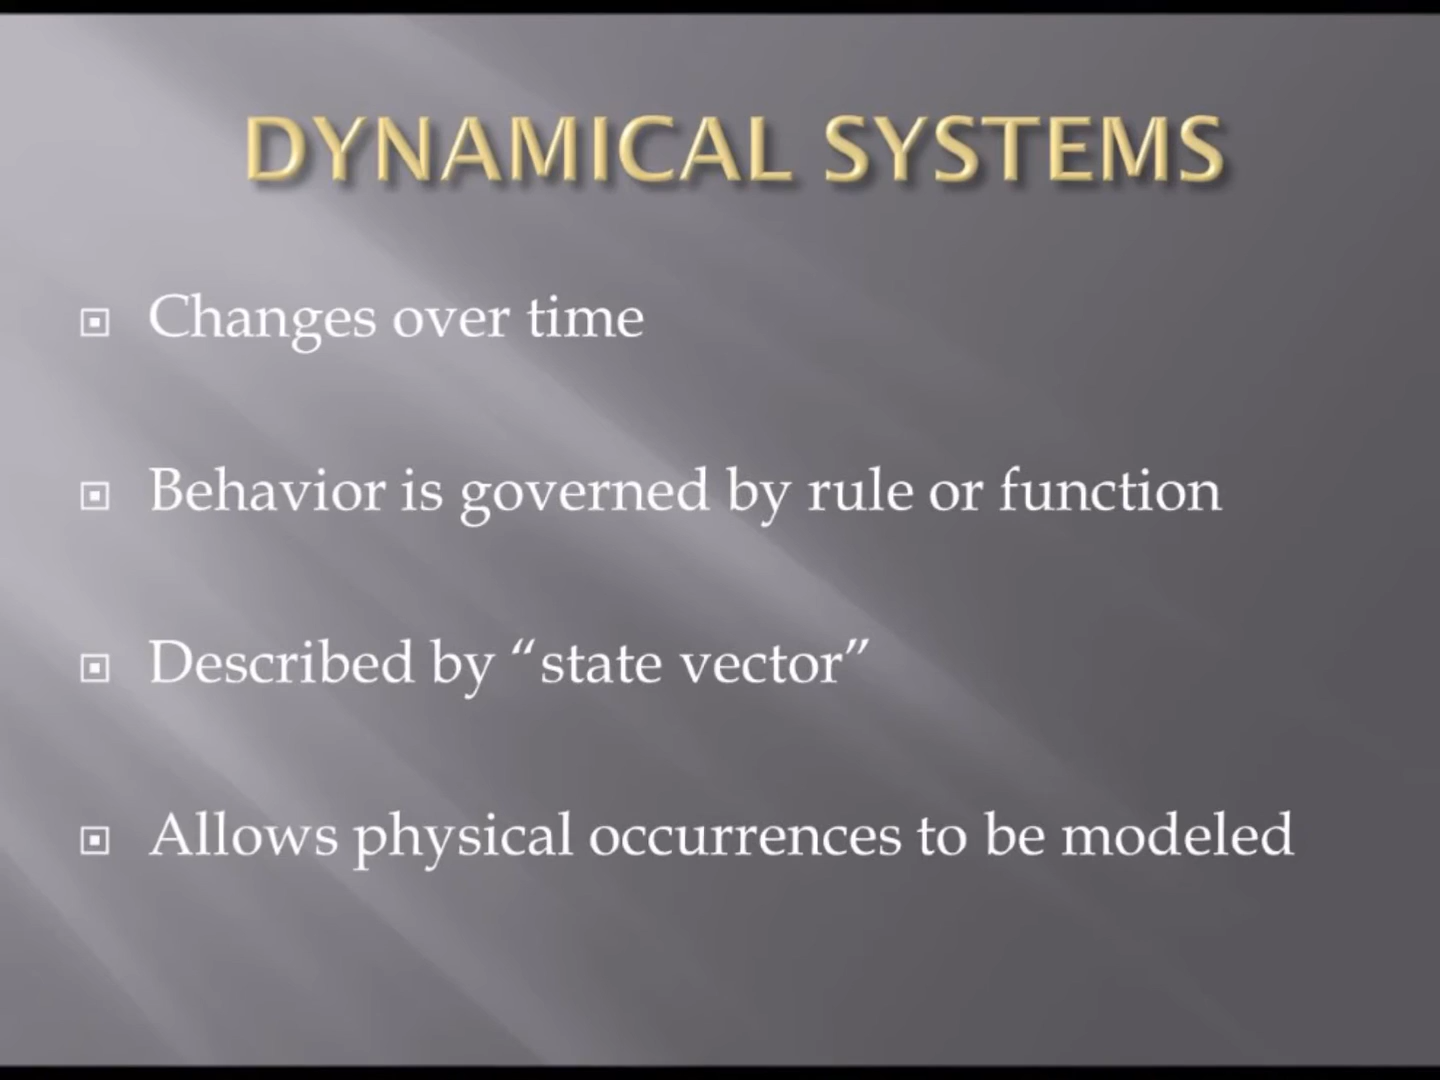 DYNAMICAL SYSTEMS
Changes over time
Behavior is governed by rule or function
Described by “state vector”
Allows physical occurrences to be modeled